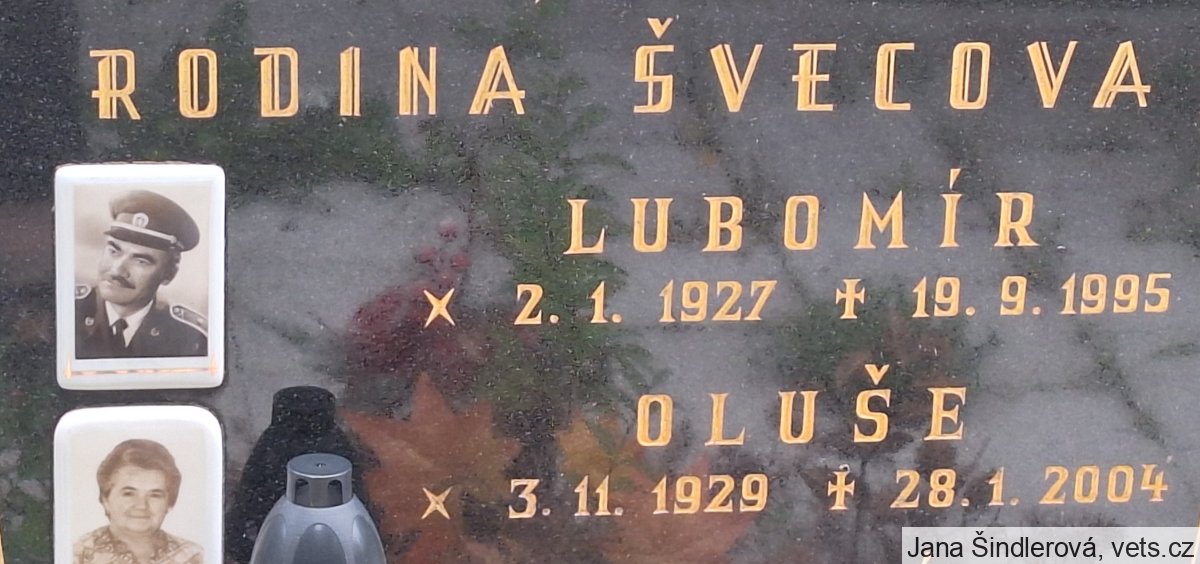 RODINA ŠVECOVA
LUBOMÍR
× 2. 1. 1927 ✝ 19. 9. 1995
OLUŠE
× 3. 11. 1929 ✝ 28. 1. 2004
Jana Šindlerová, vets.cz